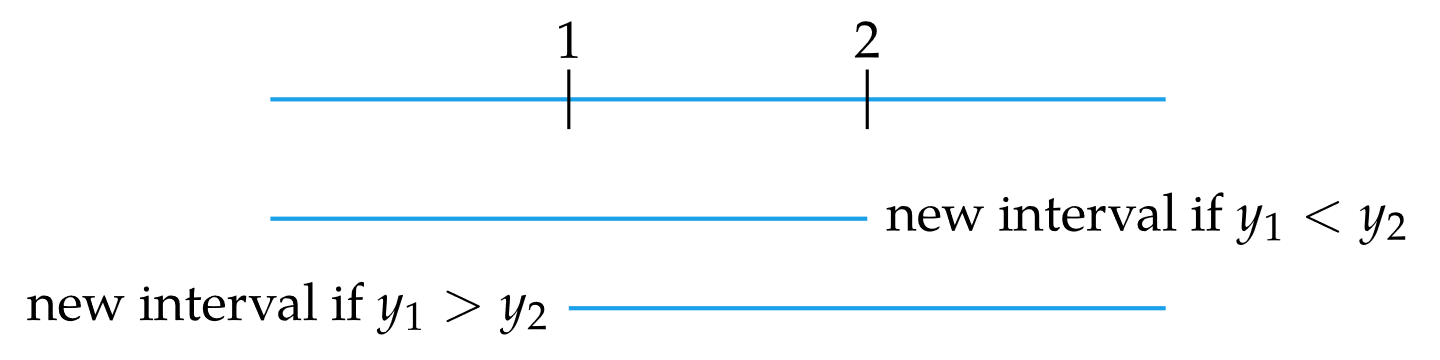 1 2
new interval if y₁ < y₂
new interval if y₁ > y₂